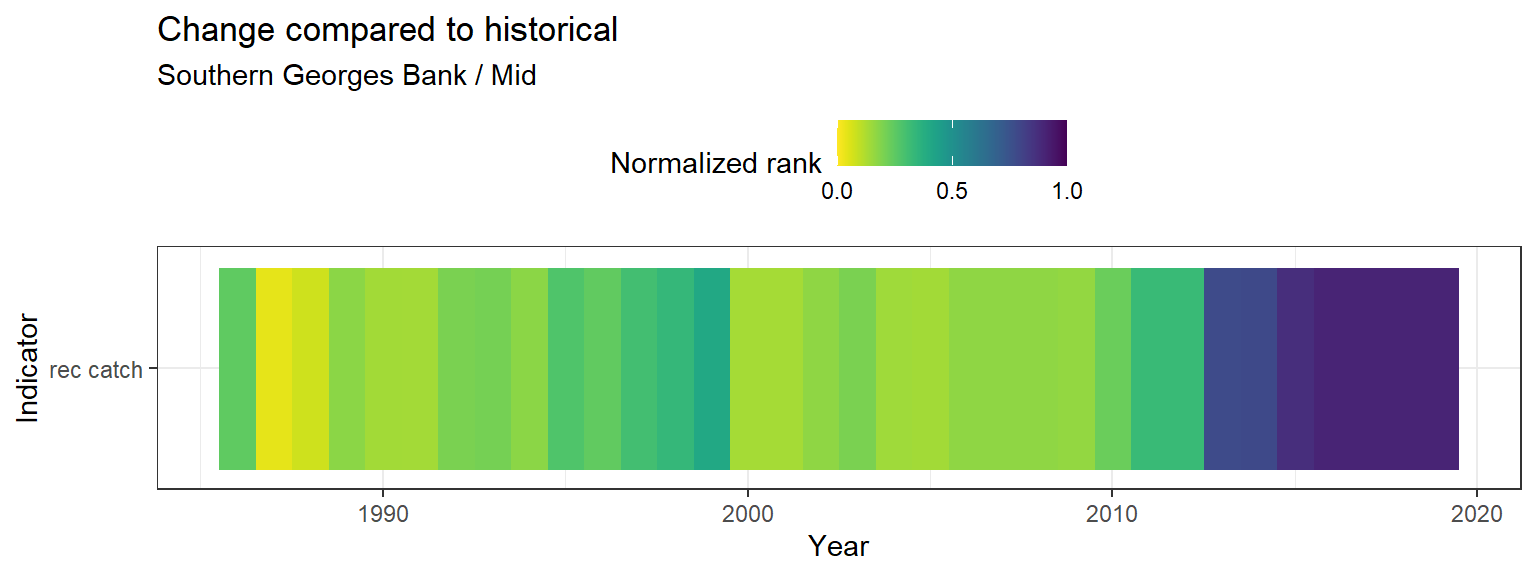 Change compared to historical
Southern Georges Bank / Mid
Normalized rank
0.0 0.5 1.0
Indicator
rec catch
1990 2000 2010 2020
Year